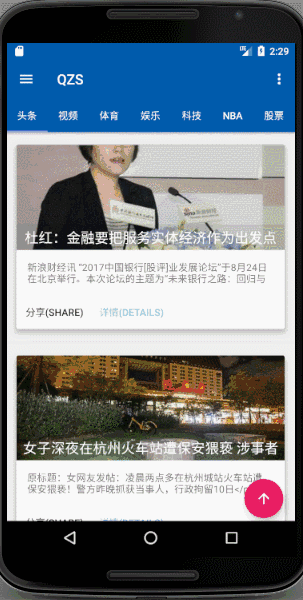 2:29
QZS
头条 视频 体育 娱乐 科技 NBA 股票
杜红：金融要把服务实体经济作为出发点
新浪财经讯 “2017中国银行[股评]业发展论坛”于8月24日
在北京举行。本次论坛的主题为“未来银行之路：回归与
分享(SHARE) 详情(DETAILS)
女子深夜在杭州火车站遭保安猥亵 涉事者
原标题：女网友发帖：凌晨两点多在杭州城站火车站遭
保安猥亵！警方昨晚抓获当事人，行政拘留10日</p
分享(SHARE) 详情(DETAILS)